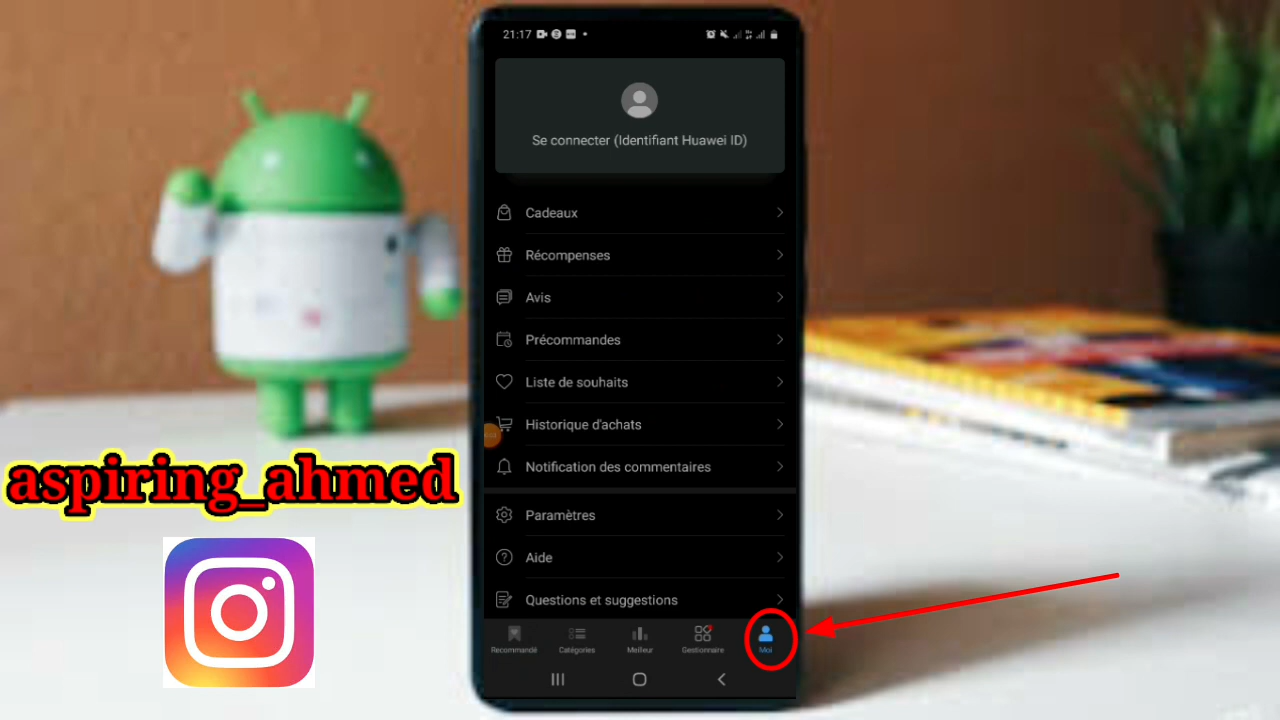 21:17
Se connecter (Identifiant Huawei ID)
Cadeaux
Récompenses
Avis
Précommandes
Liste de souhaits
Historique d'achats
Notification des commentaires
Paramètres
Aide
Questions et suggestions
Recommandé Catégories Meilleur Gestionnaire Moi
aspiring_ahmed